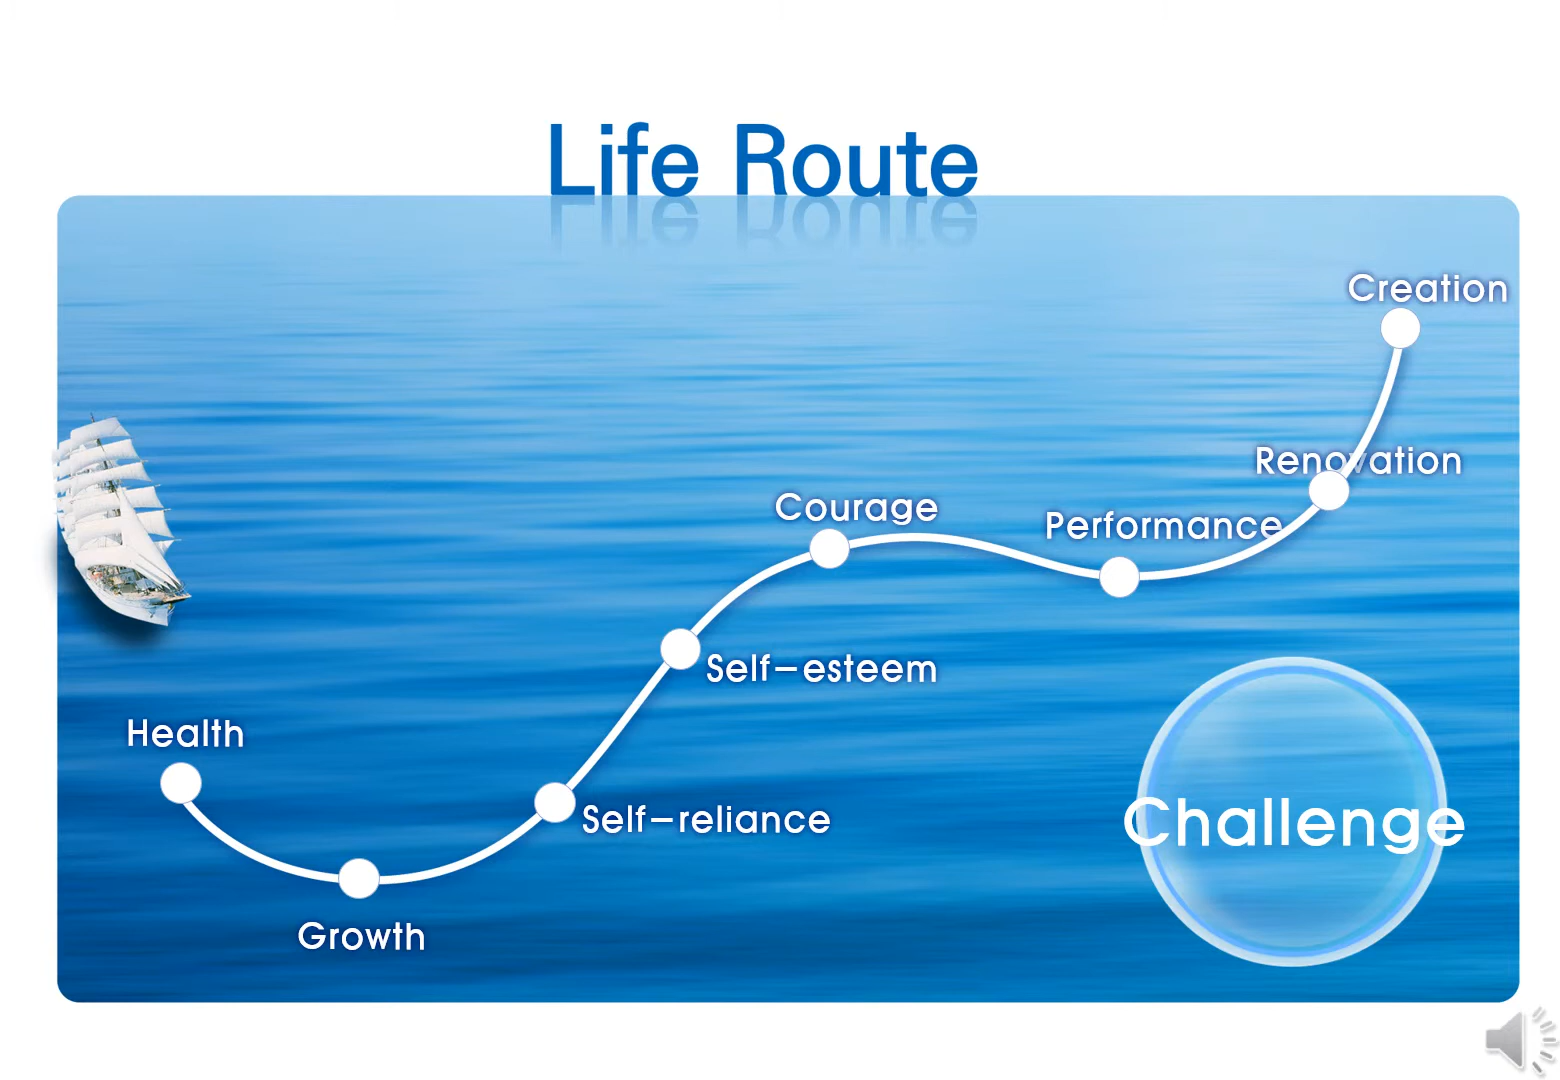 Life Route
Creation
Renovation
Courage
Performance
Self-esteem
Health
Self-reliance
Challenge
Growth